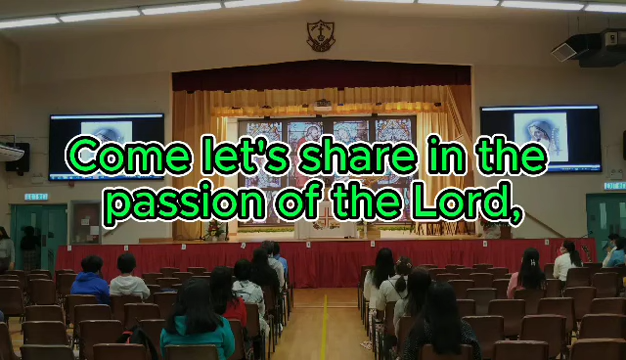 Come let's share in the
passion of the Lord,